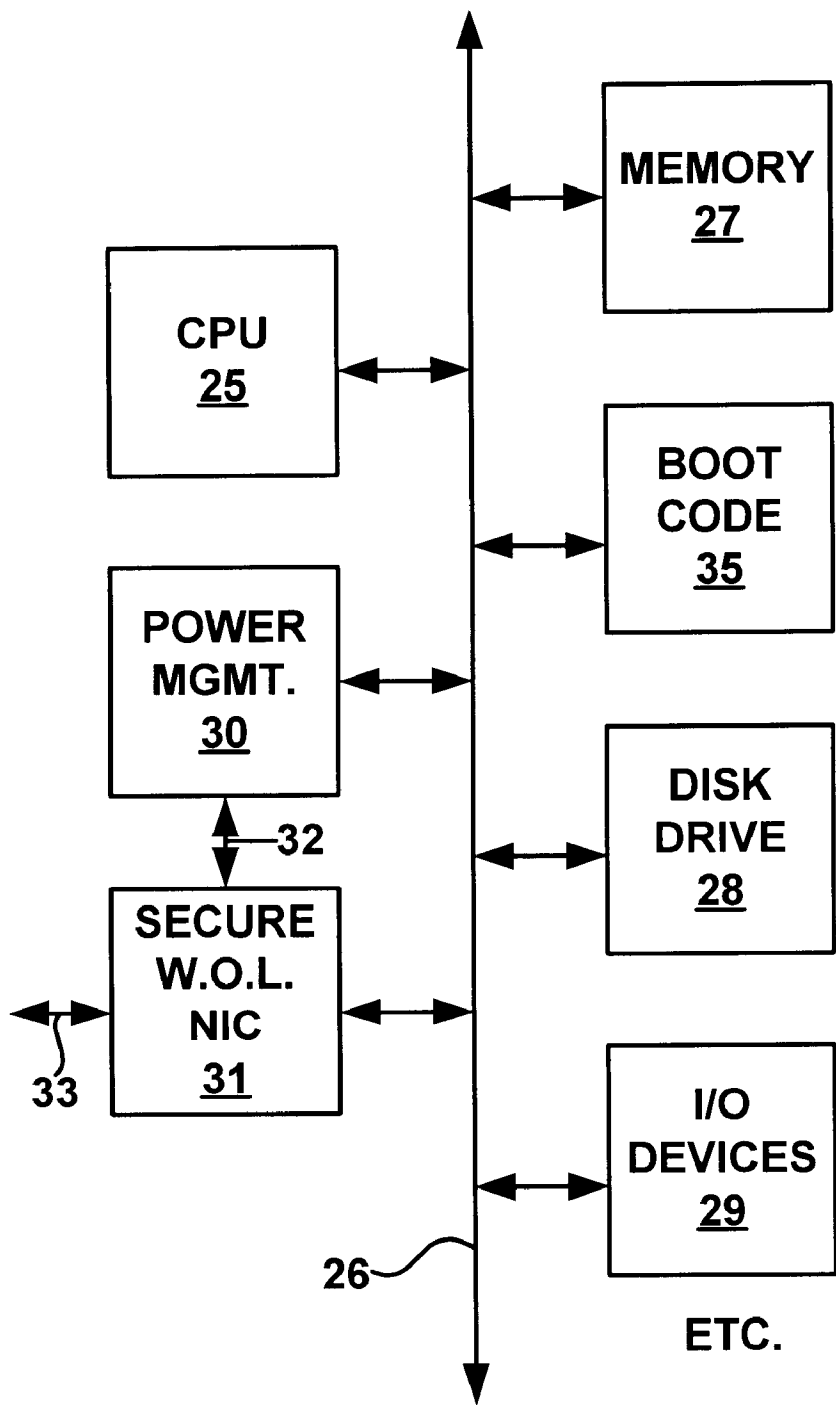 MEMORY
27
CPU
25
BOOT
CODE
35
POWER
MGMT.
30
32
DISK
DRIVE
28
SECURE
W.O.L.
NIC
31
33
I/O
DEVICES
29
26
ETC.